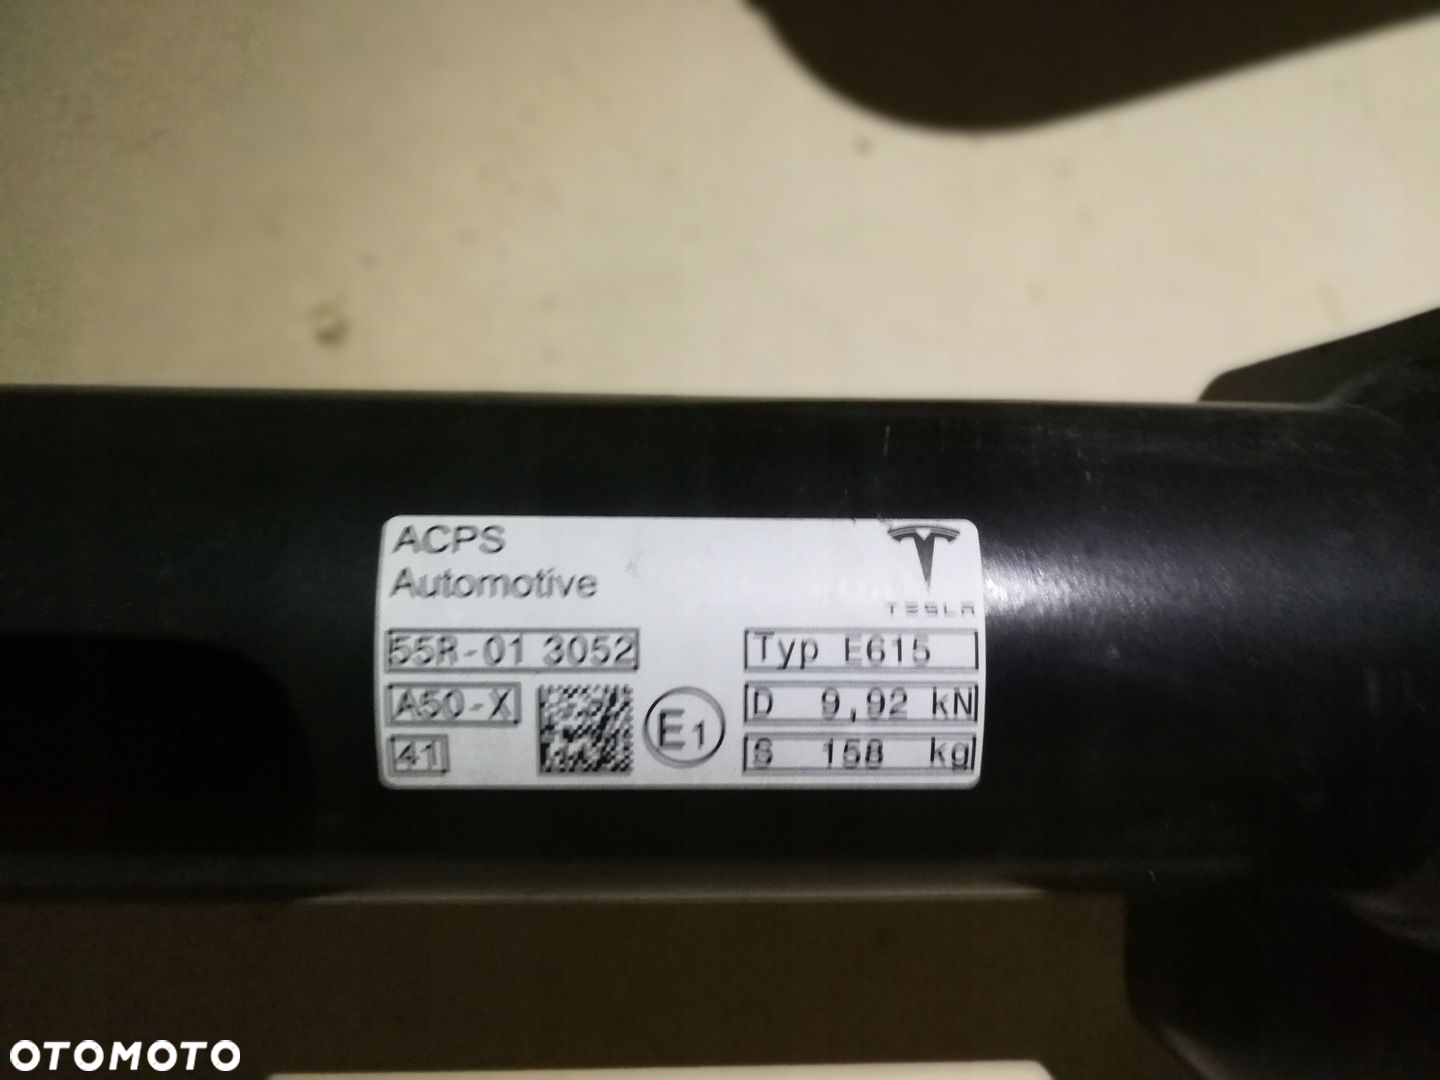 ACPS
Automotive
TESLA
55R-01 3052
A50-X
41
E1
Typ E615
D 9,92 kN
S 158 kg
OTOMOTO